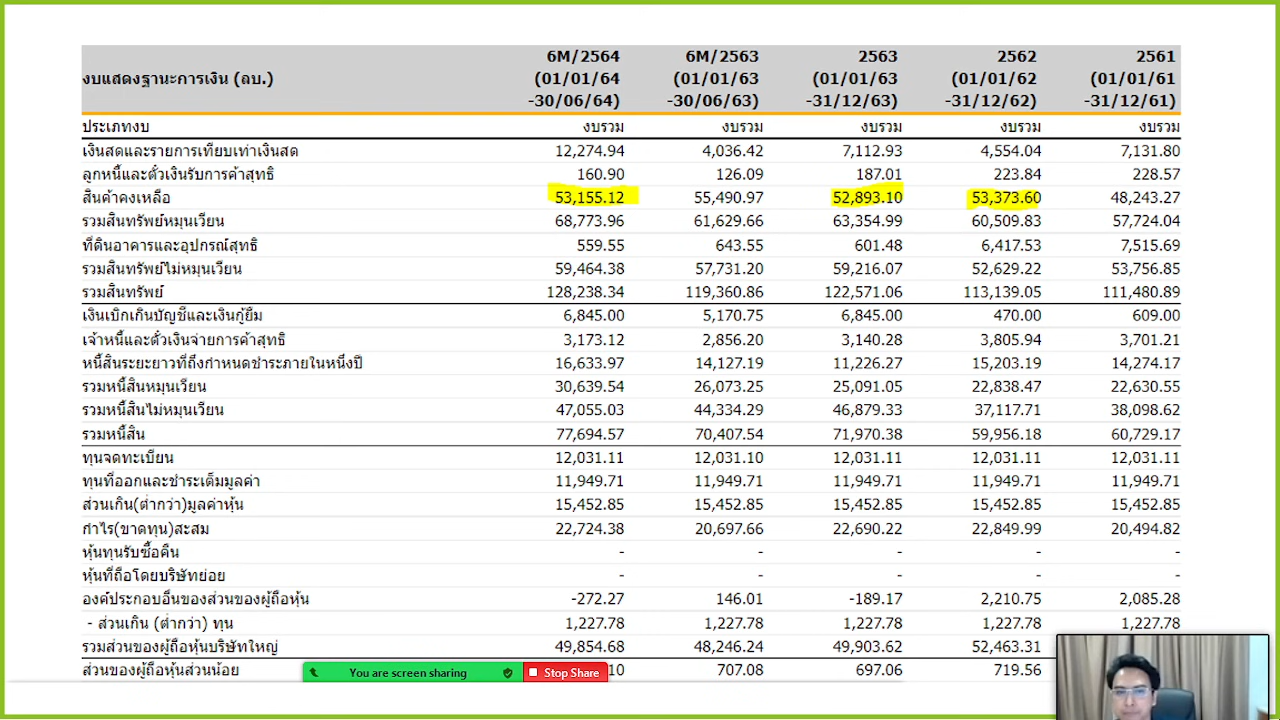 งบแสดงฐานะการเงิน (ลบ.) 6M/2564 (01/01/64 -30/06/64) 6M/2563 (01/01/63 -30/06/63) 2563 (01/01/63 -31/12/63) 2562 (01/01/62 -31/12/62) 2561 (01/01/61 -31/12/61)
ประเภทงบ งบรวม งบรวม งบรวม งบรวม งบรวม
เงินสดและรายการเทียบเท่าเงินสด 12,274.94 4,036.42 7,112.93 4,554.04 7,131.80
ลูกหนี้และตั๋วเงินรับการค้าสุทธิ 160.90 126.09 187.01 223.84 228.57
สินค้าคงเหลือ 53,155.12 55,490.97 52,893.10 53,373.60 48,243.27
รวมสินทรัพย์หมุนเวียน 68,773.96 61,629.66 63,354.99 60,509.83 57,724.04
ที่ดินอาคารและอุปกรณ์สุทธิ 559.55 643.55 601.48 6,417.53 7,515.69
รวมสินทรัพย์ไม่หมุนเวียน 59,464.38 57,731.20 59,216.07 52,629.22 53,756.85
รวมสินทรัพย์ 128,238.34 119,360.86 122,571.06 113,139.05 111,480.89
เงินเบิกเกินบัญชีและเงินกู้ยืม 6,845.00 5,170.75 6,845.00 470.00 609.00
เจ้าหนี้และตั๋วเงินจ่ายการค้าสุทธิ 3,173.12 2,856.20 3,140.28 3,805.94 3,701.21
หนี้สินระยะยาวที่ถึงกำหนดชำระภายในหนึ่งปี 16,633.97 14,127.19 11,226.27 15,203.19 14,274.17
รวมหนี้สินหมุนเวียน 30,639.54 26,073.25 25,091.05 22,838.47 22,630.55
รวมหนี้สินไม่หมุนเวียน 47,055.03 44,334.29 46,879.33 37,117.71 38,098.62
รวมหนี้สิน 77,694.57 70,407.54 71,970.38 59,956.18 60,729.17
ทุนจดทะเบียน 12,031.11 12,031.10 12,031.11 12,031.11 12,031.11
ทุนที่ออกและชำระเต็มมูลค่า 11,949.71 11,949.71 11,949.71 11,949.71 11,949.71
ส่วนเกิน(ต่ำกว่า)มูลค่าหุ้น 15,452.85 15,452.85 15,452.85 15,452.85 15,452.85
กำไร(ขาดทุน)สะสม 22,724.38 20,697.66 22,690.22 22,849.99 20,494.82
หุ้นทุนรับซื้อคืน - - - - -
หุ้นที่ถือโดยบริษัทย่อย - - - - -
องค์ประกอบอื่นของส่วนของผู้ถือหุ้น -272.27 146.01 -189.17 2,210.75 2,085.28
- ส่วนเกิน (ต่ำกว่า) ทุน 1,227.78 1,227.78 1,227.78 1,227.78 1,227.78
รวมส่วนของผู้ถือหุ้นบริษัทใหญ่ 49,854.68 48,246.24 49,903.62 52,463.31
ส่วนของผู้ถือหุ้นส่วนน้อย 10 707.08 697.06 719.56
You are screen sharing Stop Share